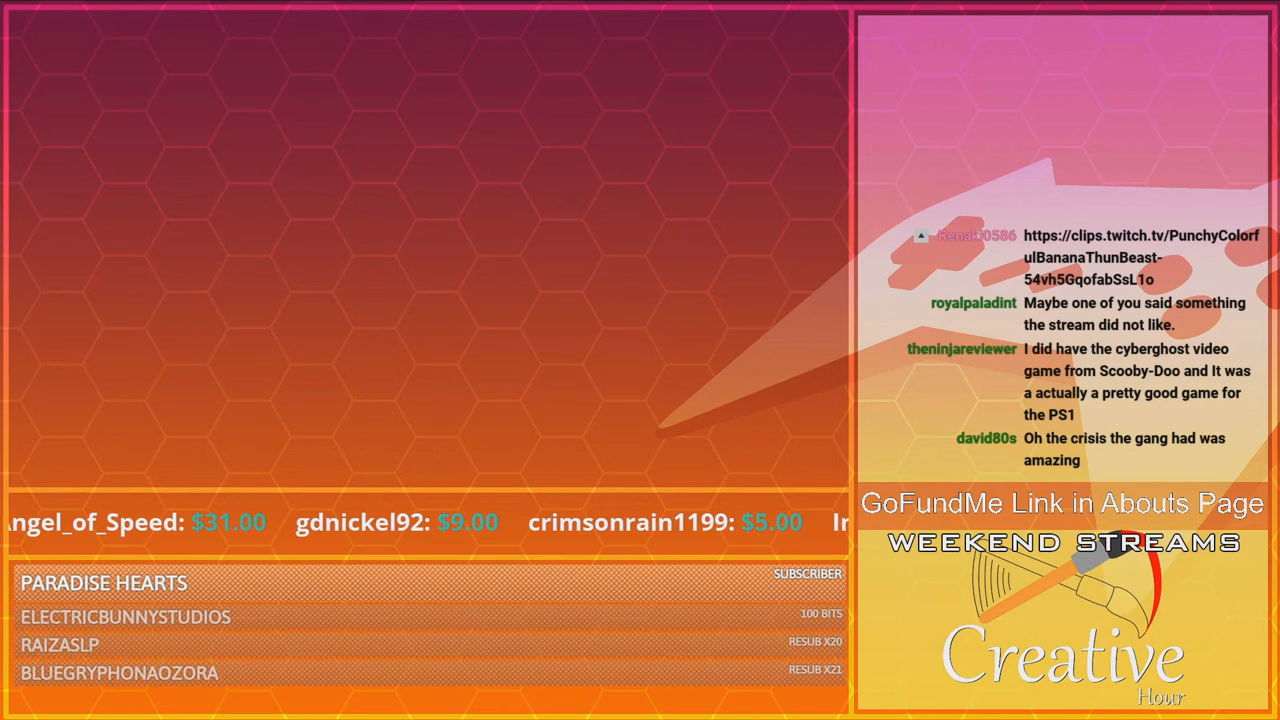 Renaki0586 https://clips.twitch.tv/PunchyColorf
ulBananaThunBeast-
54vh5GqofabSsL1o
royalpaladint Maybe one of you said something
the stream did not like.
theninjareviewer I did have the cyberghost video
game from Scooby-Doo and It was
a actually a pretty good game for
the PS1
david80s Oh the crisis the gang had was
amazing
GoFundMe Link in Abouts Page
WEEKEND STREAMS
Creative
Hour
ngel_of_Speed: $31.00 gdnickel92: $9.00 crimsonrain1199: $5.00
PARADISE HEARTS SUBSCRIBER
ELECTRICBUNNYSTUDIOS 100 BITS
RAIZASLP RESUB X20
BLUEGRYPHONAOZORA RESUB X21